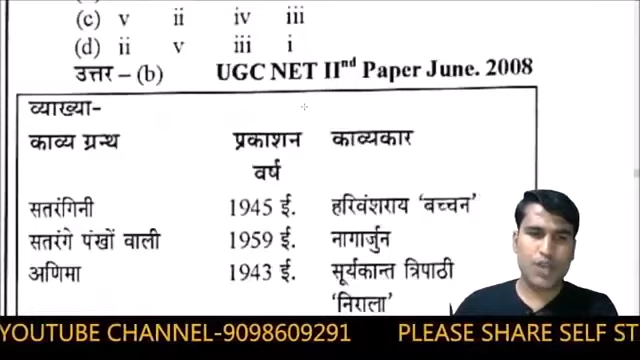 (c) v ii iv iii
(d) ii v iii i
उत्तर – (b) UGC NET IInd Paper June. 2008
व्याख्या-
काव्य ग्रन्थ प्रकाशन काव्यकार
वर्ष
सतरंगिनी 1945 ई. हरिवंशराय 'बच्चन'
सतरंगे पंखों वाली 1959 ई. नागार्जुन
अणिमा 1943 ई. सूर्यकान्त त्रिपाठी
'निराला'
YOUTUBE CHANNEL-9098609291 PLEASE SHARE SELF ST